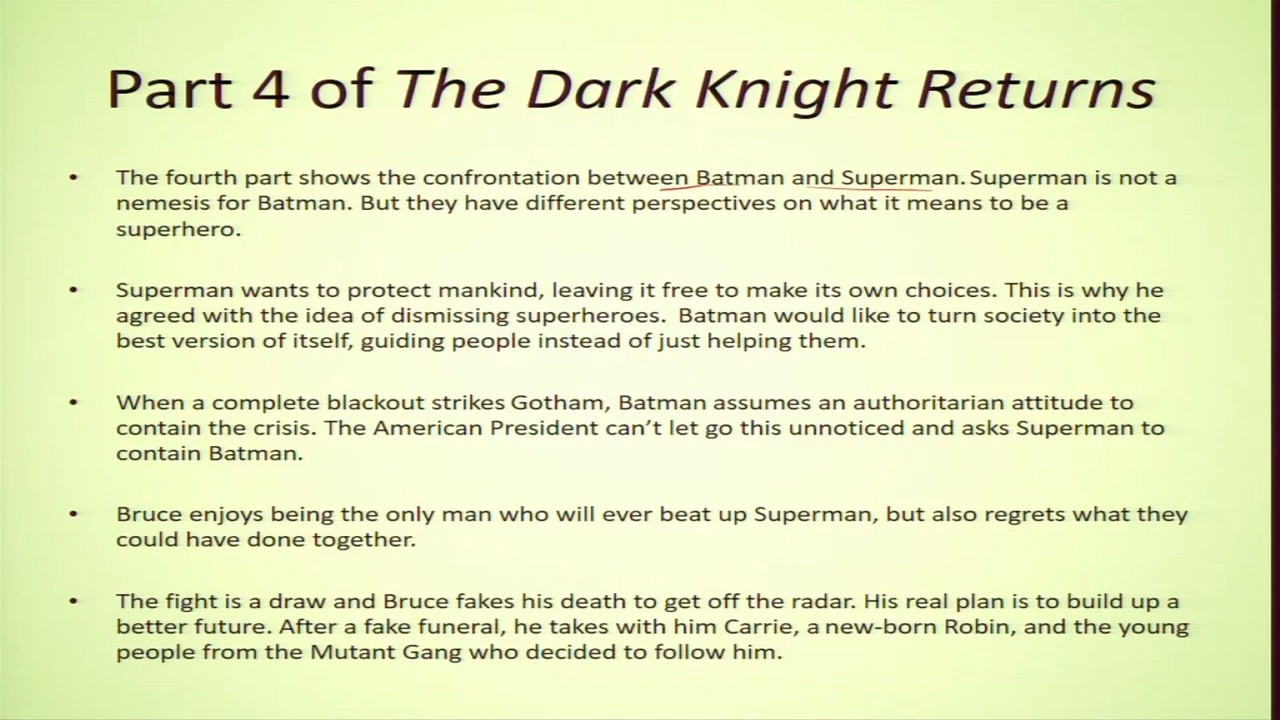 Part 4 of The Dark Knight Returns
• The fourth part shows the confrontation between Batman and Superman. Superman is not a
nemesis for Batman. But they have different perspectives on what it means to be a
superhero.
• Superman wants to protect mankind, leaving it free to make its own choices. This is why he
agreed with the idea of dismissing superheroes. Batman would like to turn society into the
best version of itself, guiding people instead of just helping them.
• When a complete blackout strikes Gotham, Batman assumes an authoritarian attitude to
contain the crisis. The American President can't let go this unnoticed and asks Superman to
contain Batman.
• Bruce enjoys being the only man who will ever beat up Superman, but also regrets what they
could have done together.
• The fight is a draw and Bruce fakes his death to get off the radar. His real plan is to build up a
better future. After a fake funeral, he takes with him Carrie, a new-born Robin, and the young
people from the Mutant Gang who decided to follow him.